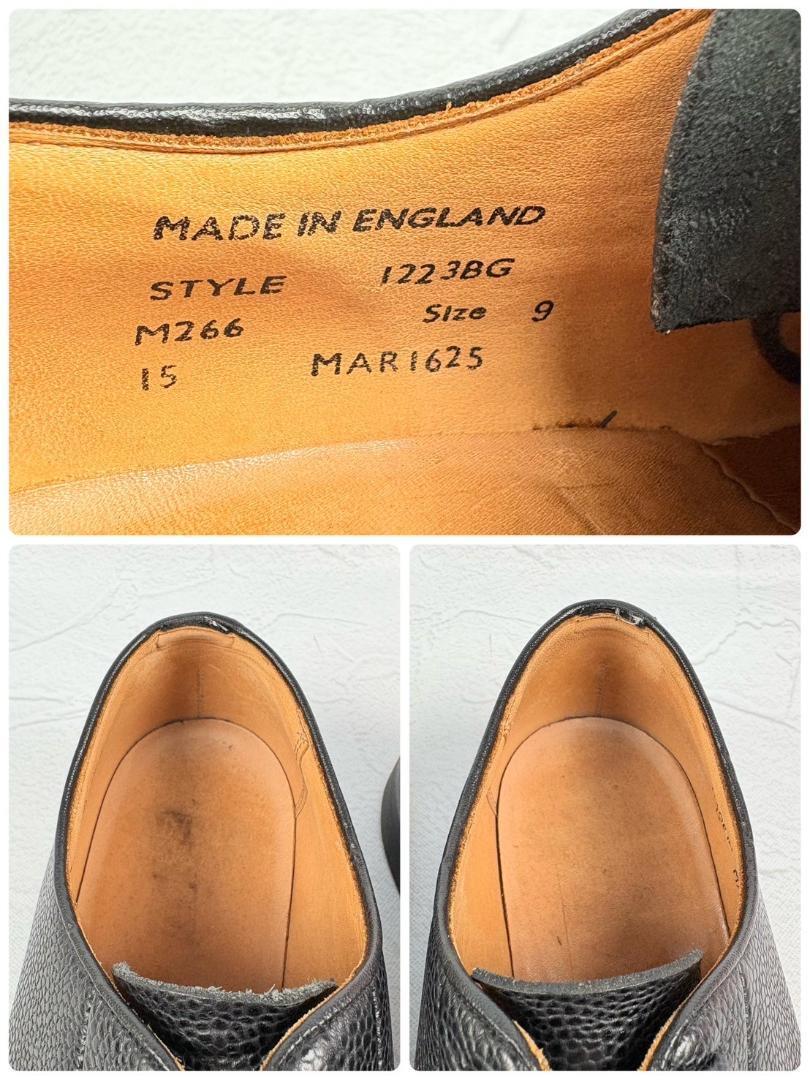 MADE IN ENGLAND
STYLE 1223BG
M266 Size 9
15 MAR1625